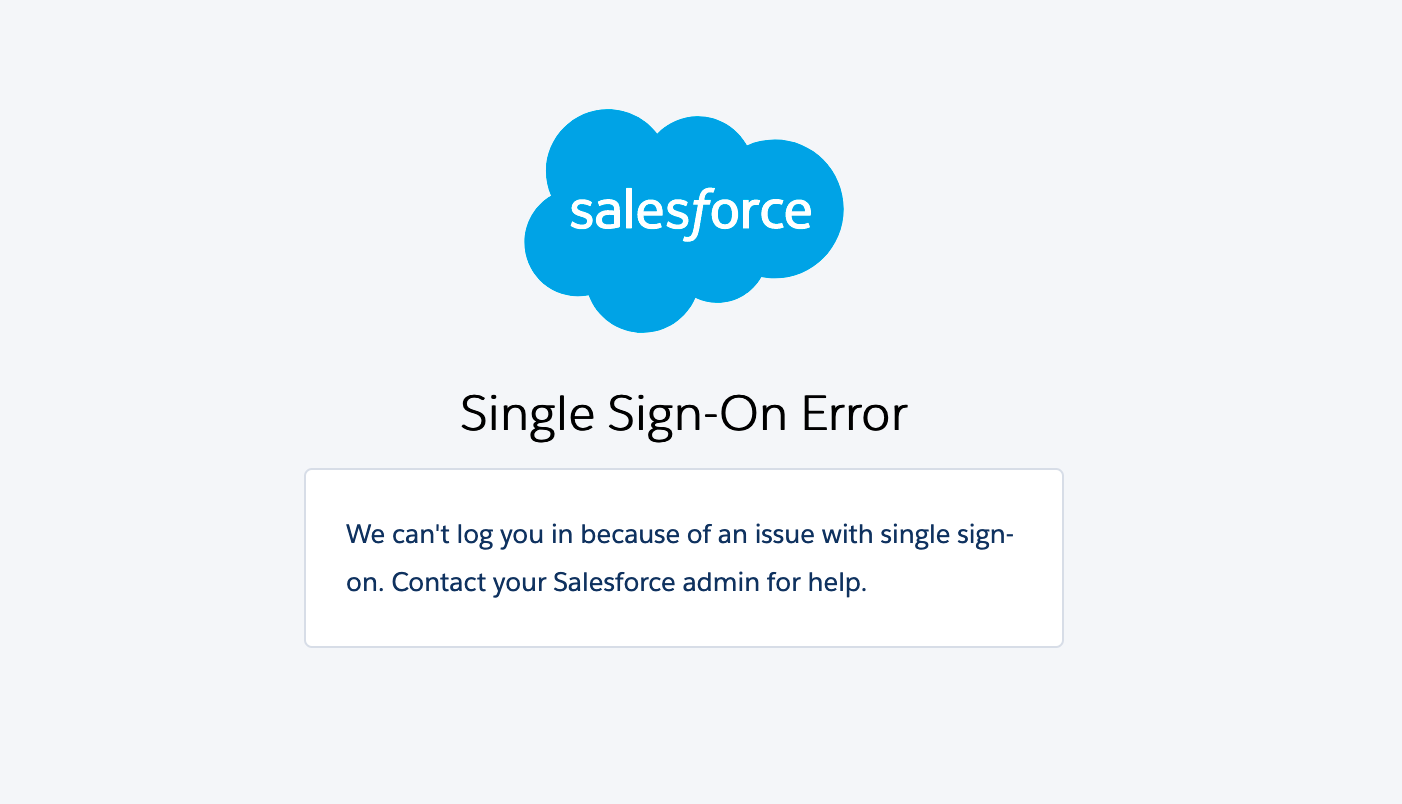 salesforce
Single Sign-On Error
We can't log you in because of an issue with single sign-
on. Contact your Salesforce admin for help.